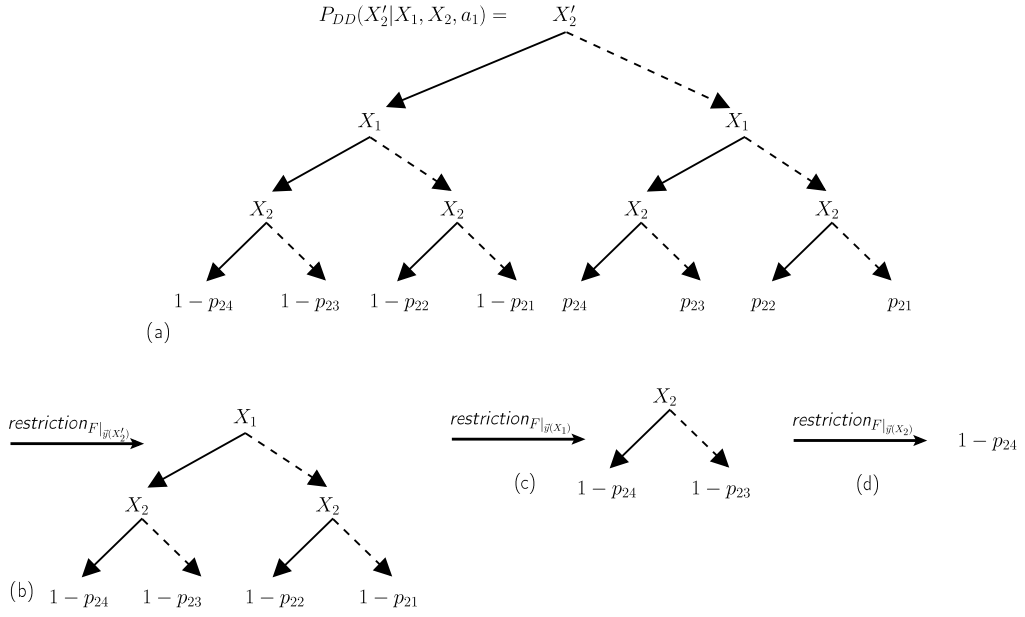 P_{DD}(X'_2|X_1, X_2, a_1) = X'_2
X_1 X_1
X_2 X_2 X_2 X_2
1 − p_{24} 1 − p_{23} 1 − p_{22} 1 − p_{21} p_{24} p_{23} p_{22} p_{21}
(a)
restriction_{F|_{\vec{y}(X'_2)}}
X_1
X_2 X_2
(b) 1 − p_{24} 1 − p_{23} 1 − p_{22} 1 − p_{21}
restriction_{F|_{\vec{y}(X_1)}}
X_2
(c) 1 − p_{24} 1 − p_{23}
restriction_{F|_{\vec{y}(X_2)}} 1 − p_{24}
(d)